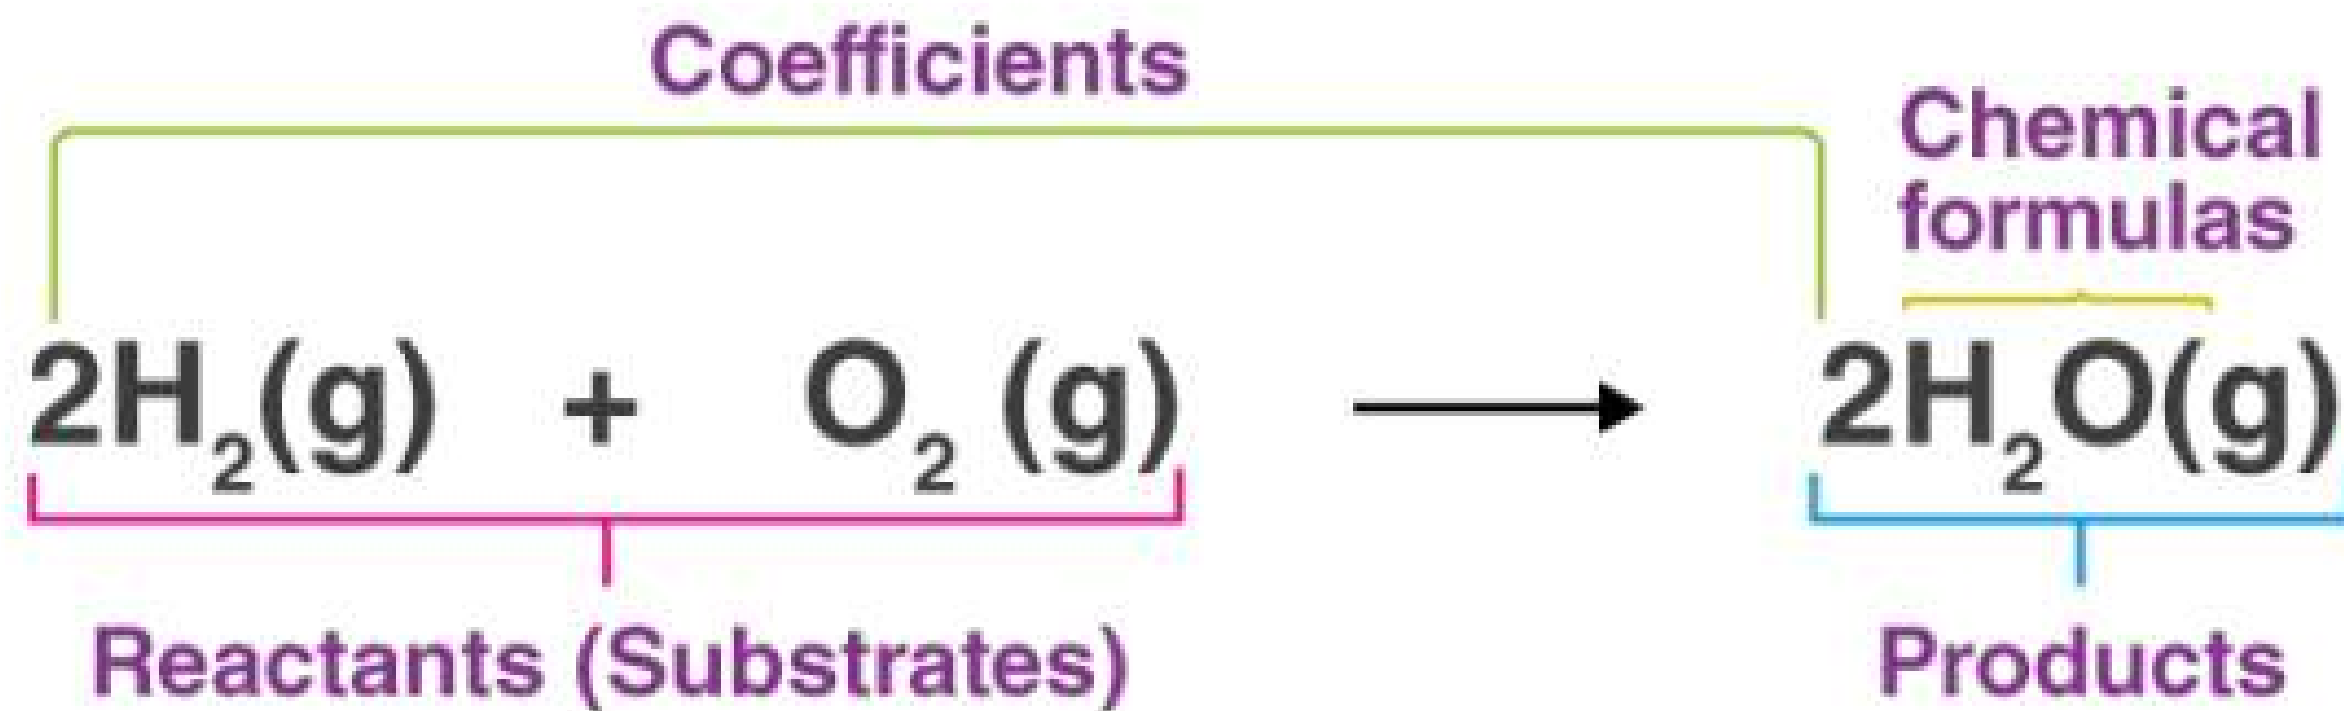 Coefficients
Chemical
formulas
2H₂(g) + O₂ (g) ⟶ 2H₂O(g)
Reactants (Substrates)
Products